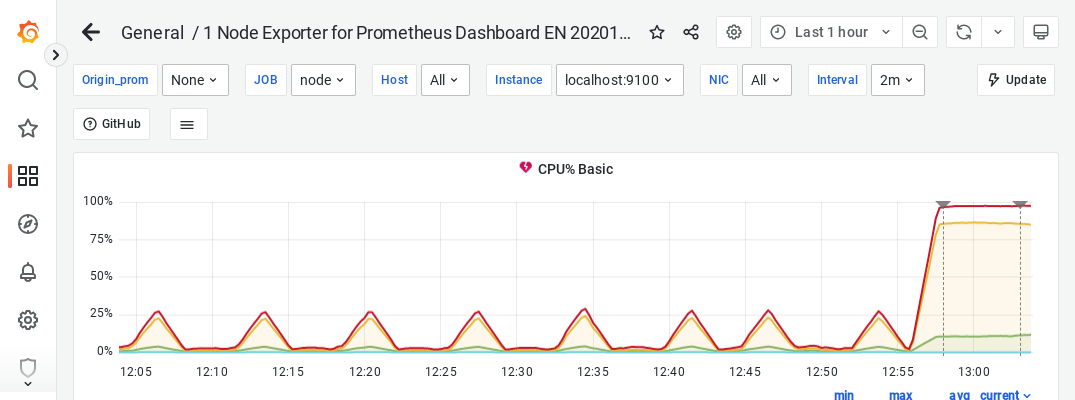 General / 1 Node Exporter for Prometheus Dashboard EN 20201... Last 1 hour
Origin_prom None JOB node Host All Instance localhost:9100 NIC All Interval 2m Update
GitHub
CPU% Basic
100%
75%
50%
25%
0%
12:05 12:10 12:15 12:20 12:25 12:30 12:35 12:40 12:45 12:50 12:55 13:00
min max avg current